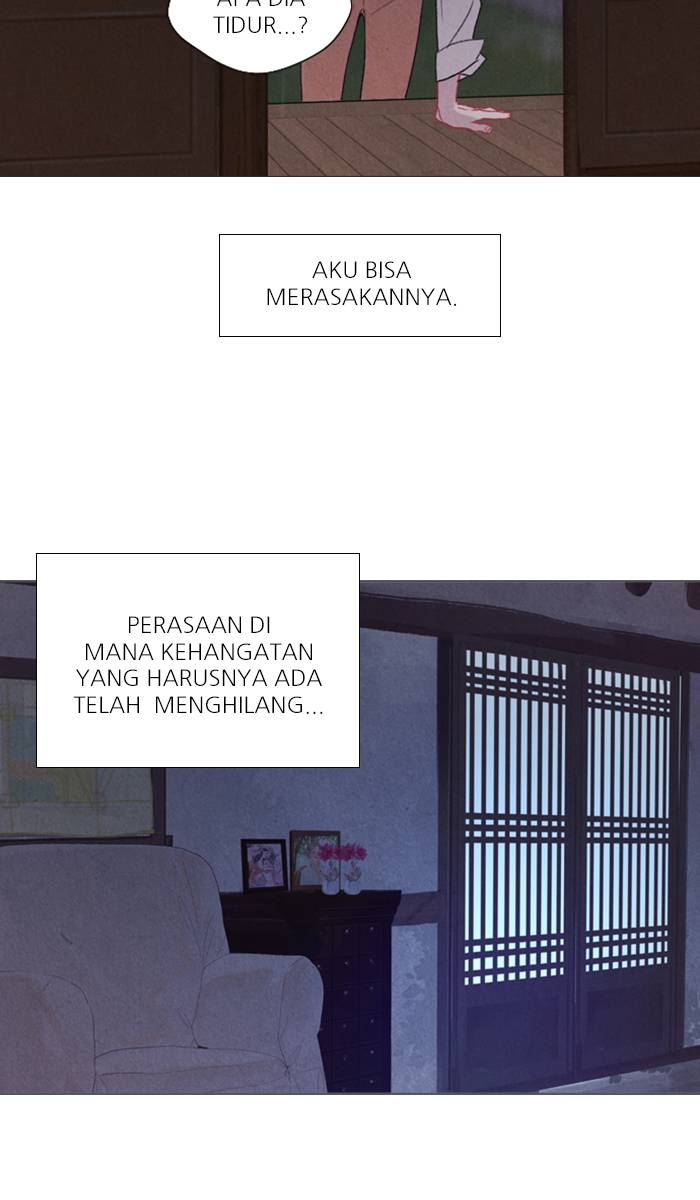 APA DIA
TIDUR...?
AKU BISA
MERASAKANNYA.
PERASAAN DI
MANA KEHANGATAN
YANG HARUSNYA ADA
TELAH  MENGHILANG...